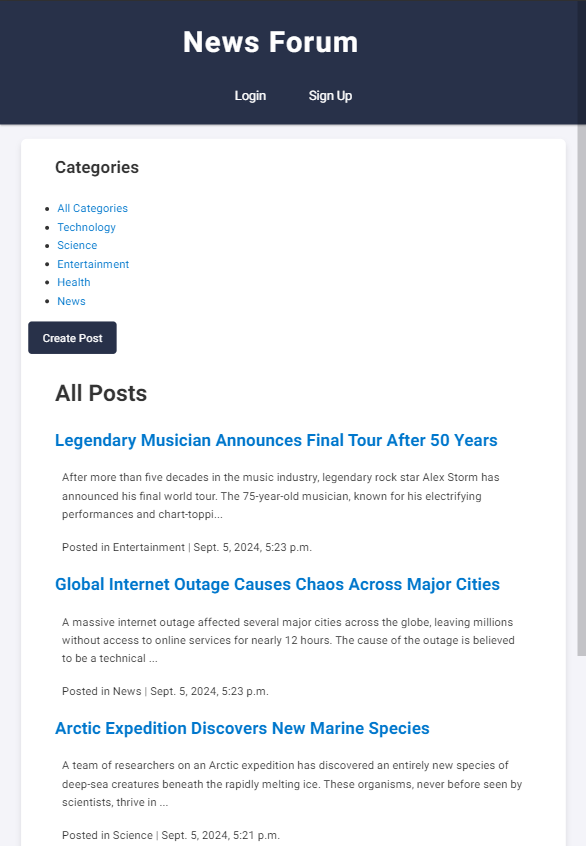 News Forum
Login Sign Up
Categories
All Categories
Technology
Science
Entertainment
Health
News
Create Post
All Posts
Legendary Musician Announces Final Tour After 50 Years
After more than five decades in the music industry, legendary rock star Alex Storm has
announced his final world tour. The 75-year-old musician, known for his electrifying
performances and chart-toppi...
Posted in Entertainment | Sept. 5, 2024, 5:23 p.m.
Global Internet Outage Causes Chaos Across Major Cities
A massive internet outage affected several major cities across the globe, leaving millions
without access to online services for nearly 12 hours. The cause of the outage is believed
to be a technical ...
Posted in News | Sept. 5, 2024, 5:23 p.m.
Arctic Expedition Discovers New Marine Species
A team of researchers on an Arctic expedition has discovered an entirely new species of
deep-sea creatures beneath the rapidly melting ice. These organisms, never before seen by
scientists, thrive in ...
Posted in Science | Sept. 5, 2024, 5:21 p.m.